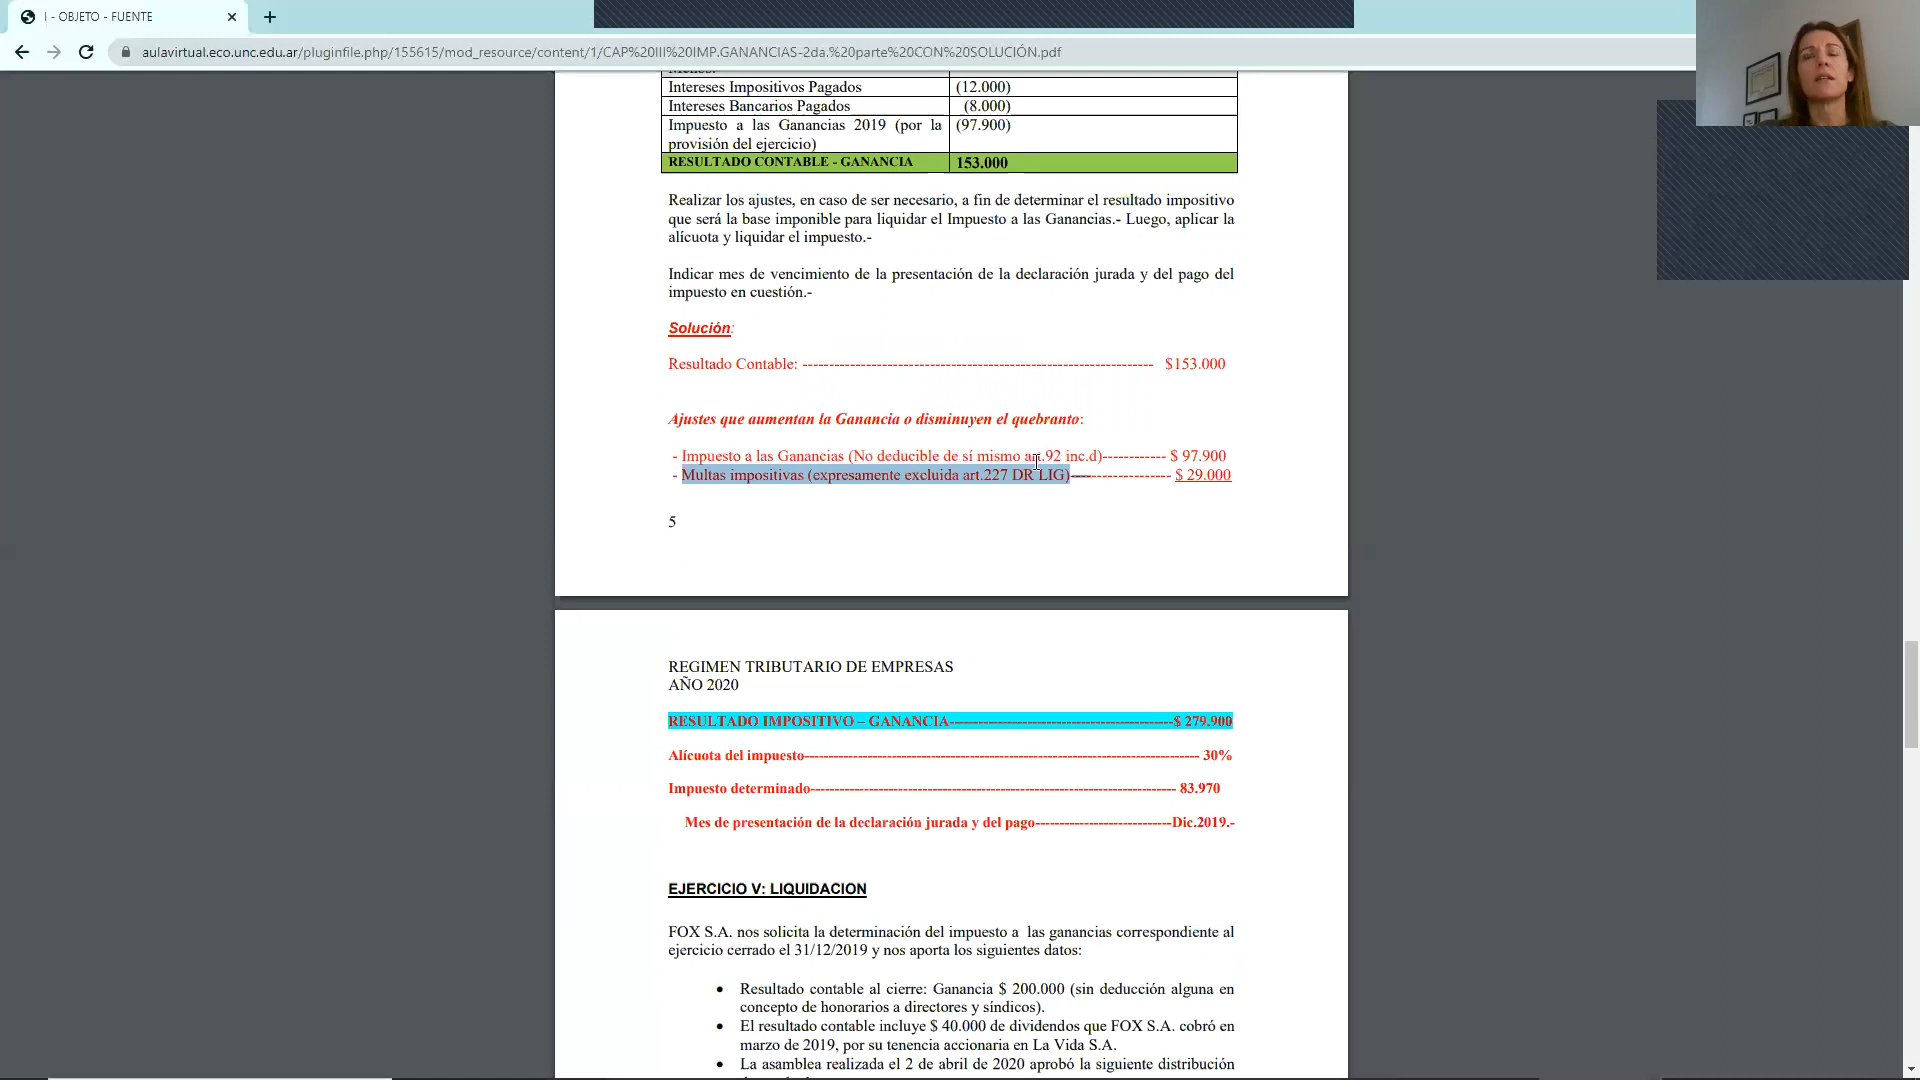 I - OBJETO - FUENTE
aulavirtual.eco.unc.edu.ar/pluginfile.php/155615/mod_resource/content/1/CAP%20III%20IMP.GANANCIAS-2da.%20parte%20CON%20SOLUCIÓN.pdf
Menos:
Intereses Impositivos Pagados (12.000)
Intereses Bancarios Pagados (8.000)
Impuesto a las Ganancias 2019 (por la (97.900)
provisión del ejercicio)
RESULTADO CONTABLE - GANANCIA 153.000
Realizar los ajustes, en caso de ser necesario, a fin de determinar el resultado impositivo
que será la base imponible para liquidar el Impuesto a las Ganancias.- Luego, aplicar la
alícuota y liquidar el impuesto.-
Indicar mes de vencimiento de la presentación de la declaración jurada y del pago del
impuesto en cuestión.-
Solución:
Resultado Contable: ------------------------------------------------------------------ $153.000
Ajustes que aumentan la Ganancia o disminuyen el quebranto:
- Impuesto a las Ganancias (No deducible de sí mismo art.92 inc.d)------------ $ 97.900
- Multas impositivas (expresamente excluida art.227 DR LIG)------------------- $ 29.000
5
REGIMEN TRIBUTARIO DE EMPRESAS
AÑO 2020
RESULTADO IMPOSITIVO – GANANCIA------------------------------------------$ 279.900
Alícuota del impuesto-------------------------------------------------------------------------- 30%
Impuesto determinado--------------------------------------------------------------------- 83.970
Mes de presentación de la declaración jurada y del pago--------------------------Dic.2019.-
EJERCICIO V: LIQUIDACION
FOX S.A. nos solicita la determinación del impuesto a las ganancias correspondiente al
ejercicio cerrado el 31/12/2019 y nos aporta los siguientes datos:
• Resultado contable al cierre: Ganancia $ 200.000 (sin deducción alguna en
concepto de honorarios a directores y síndicos).
• El resultado contable incluye $ 40.000 de dividendos que FOX S.A. cobró en
marzo de 2019, por su tenencia accionaria en La Vida S.A.
• La asamblea realizada el 2 de abril de 2020 aprobó la siguiente distribución